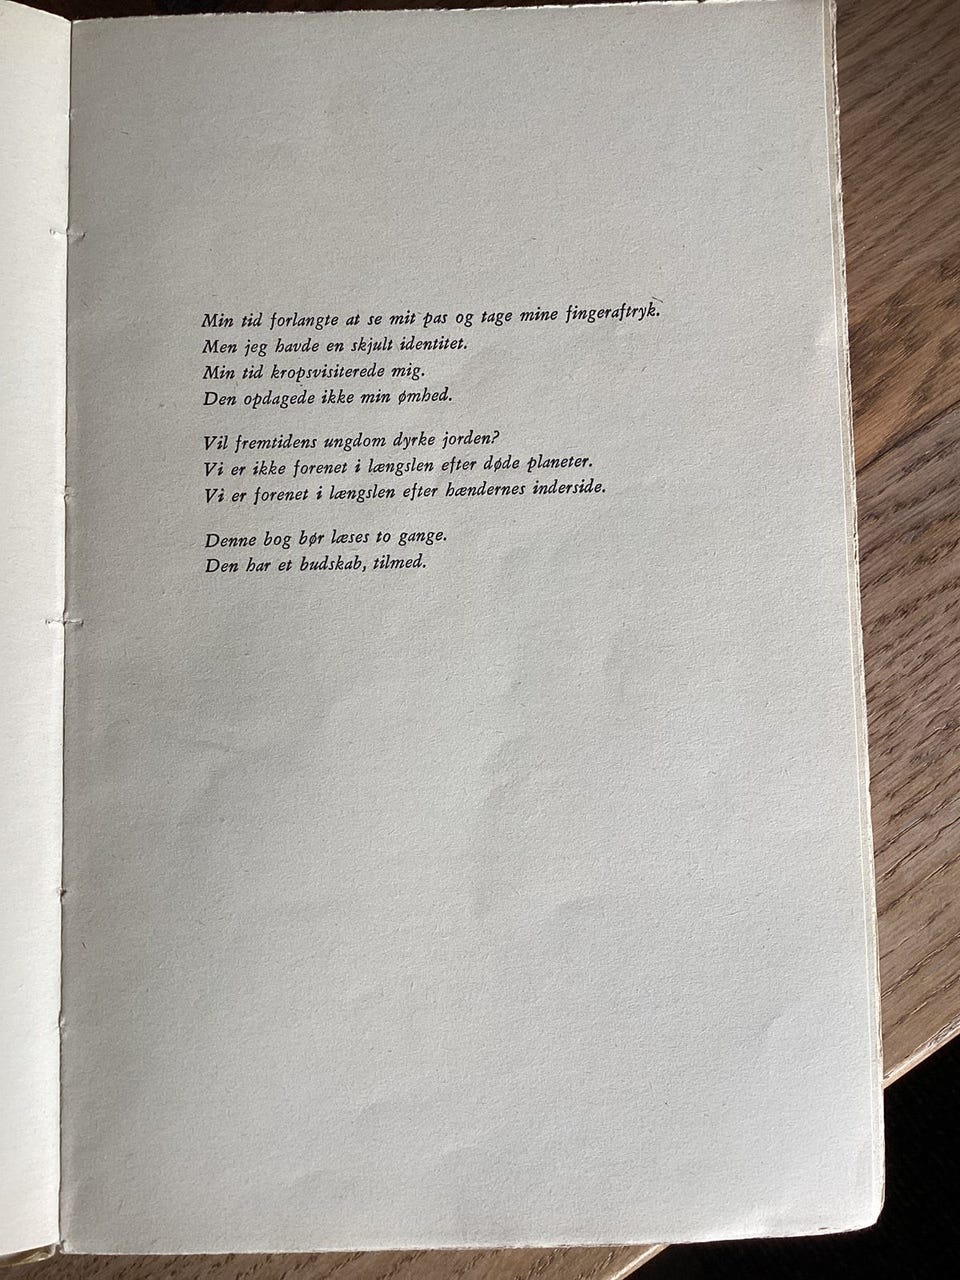 Min tid forlangte at se mit pas og tage mine fingeraftryk.
Men jeg havde en skjult identitet.
Min tid kropsvisiterede mig.
Den opdagede ikke min ømhed.
Vil fremtidens ungdom dyrke jorden?
Vi er ikke forenet i længslen efter døde planeter.
Vi er forenet i længslen efter hændernes inderside.
Denne bog bør læses to gange.
Den har et budskab, tilmed.